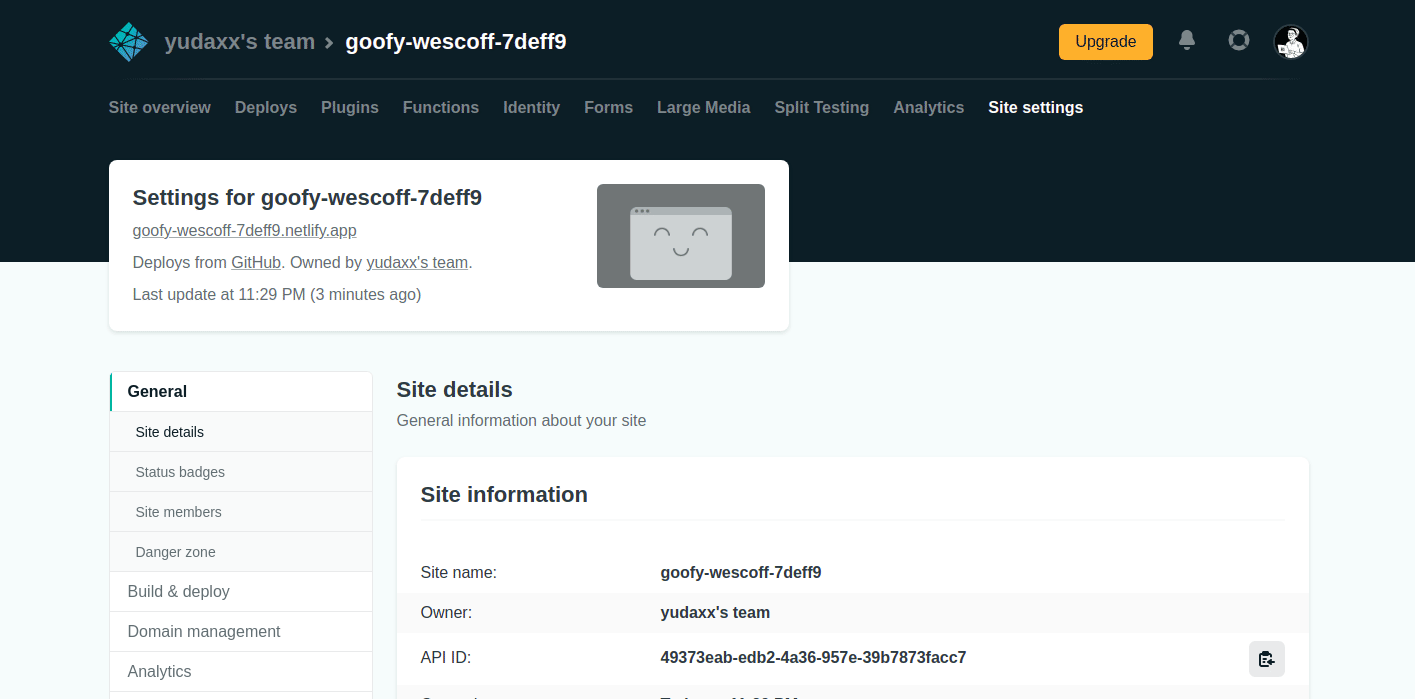 yudaxx's team > goofy-wescoff-7deff9
Upgrade
Site overview Deploys Plugins Functions Identity Forms Large Media Split Testing Analytics Site settings
Settings for goofy-wescoff-7deff9
goofy-wescoff-7deff9.netlify.app
Deploys from GitHub. Owned by yudaxx's team.
Last update at 11:29 PM (3 minutes ago)
General
Site details
Status badges
Site members
Danger zone
Build & deploy
Domain management
Analytics
Site details
General information about your site
Site information
Site name: goofy-wescoff-7deff9
Owner: yudaxx's team
API ID: 49373eab-edb2-4a36-957e-39b7873facc7